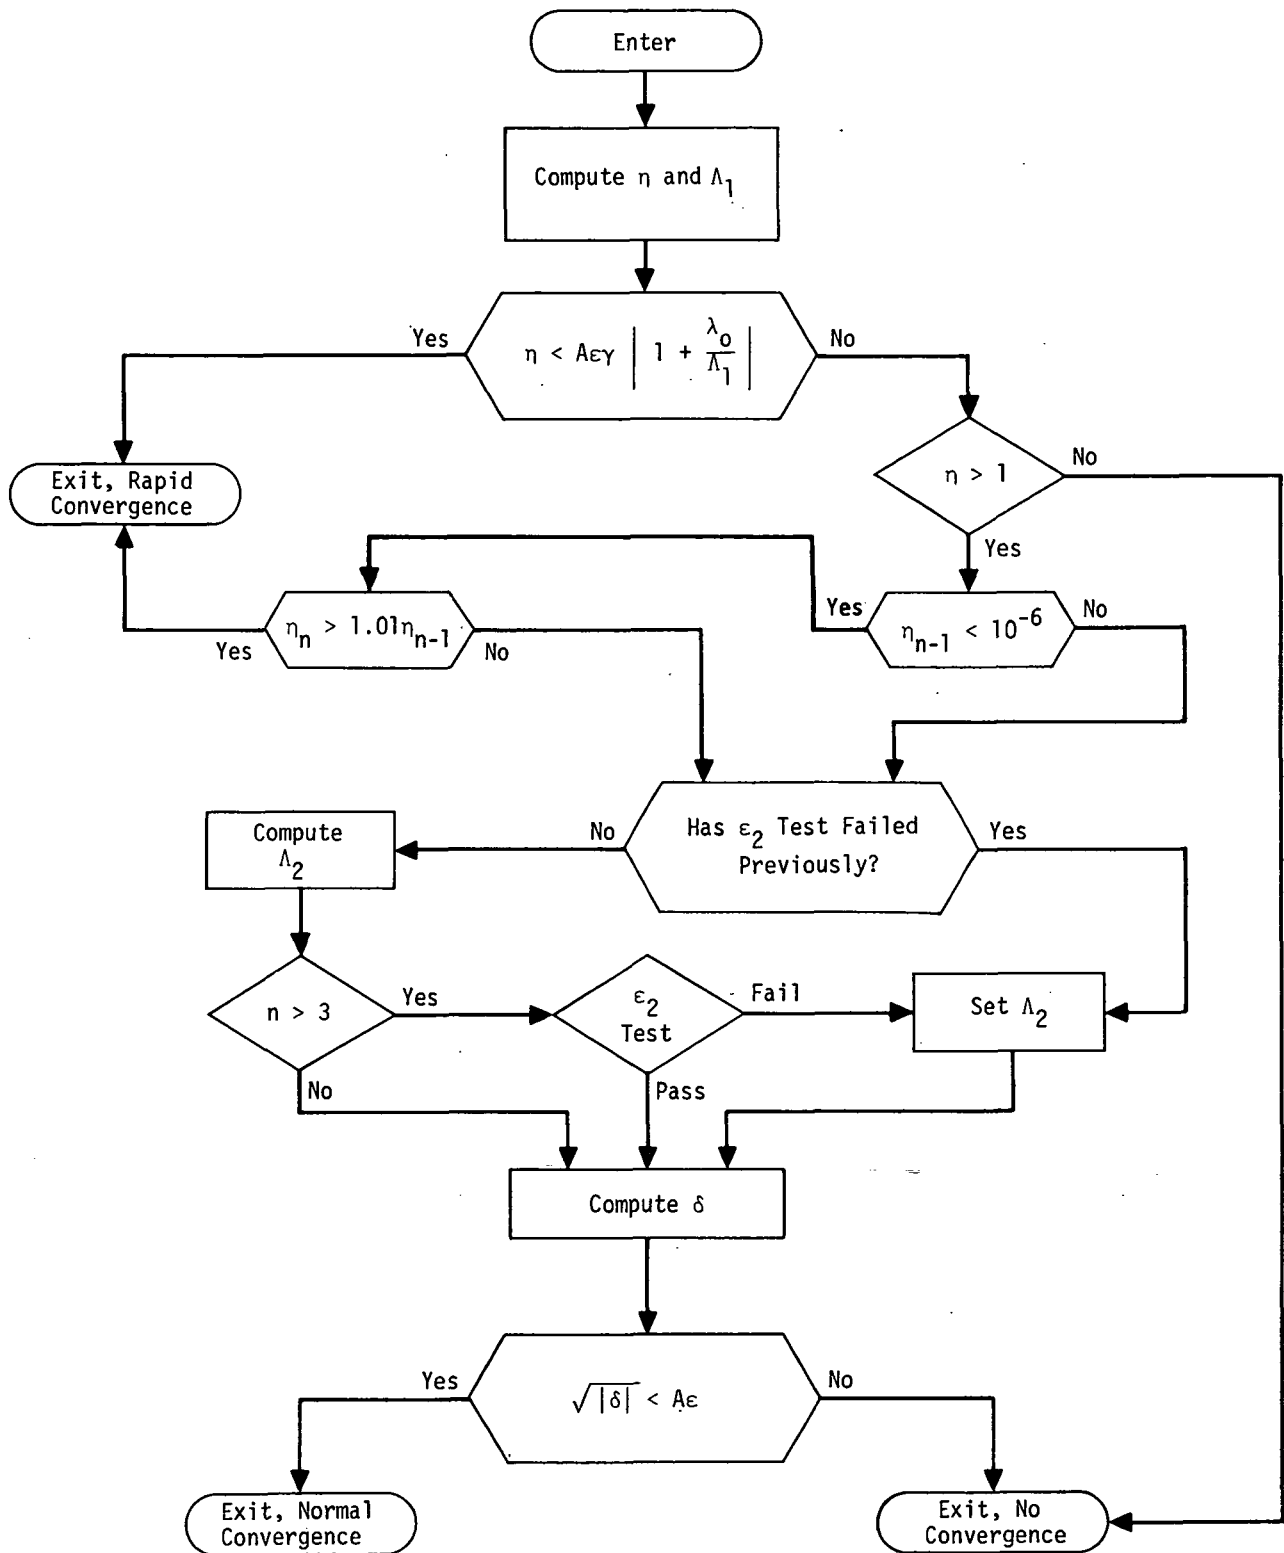 Enter
Compute η and Λ₁
Yes
η < Aεγ | 1 + λ₀/Λ₁ |
No
Exit, Rapid
Convergence
η > 1
No
Yes
Yes
ηₙ > 1.01ηₙ₋₁
No
Yes
ηₙ₋₁ < 10⁻⁶
No
Compute
Λ₂
No
Has ε₂ Test Failed
Previously?
Yes
n > 3
Yes
No
ε₂
Test
Fail
Pass
Set Λ₂
Compute δ
Yes
√|δ| < Aε
No
Exit, Normal
Convergence
Exit, No
Convergence